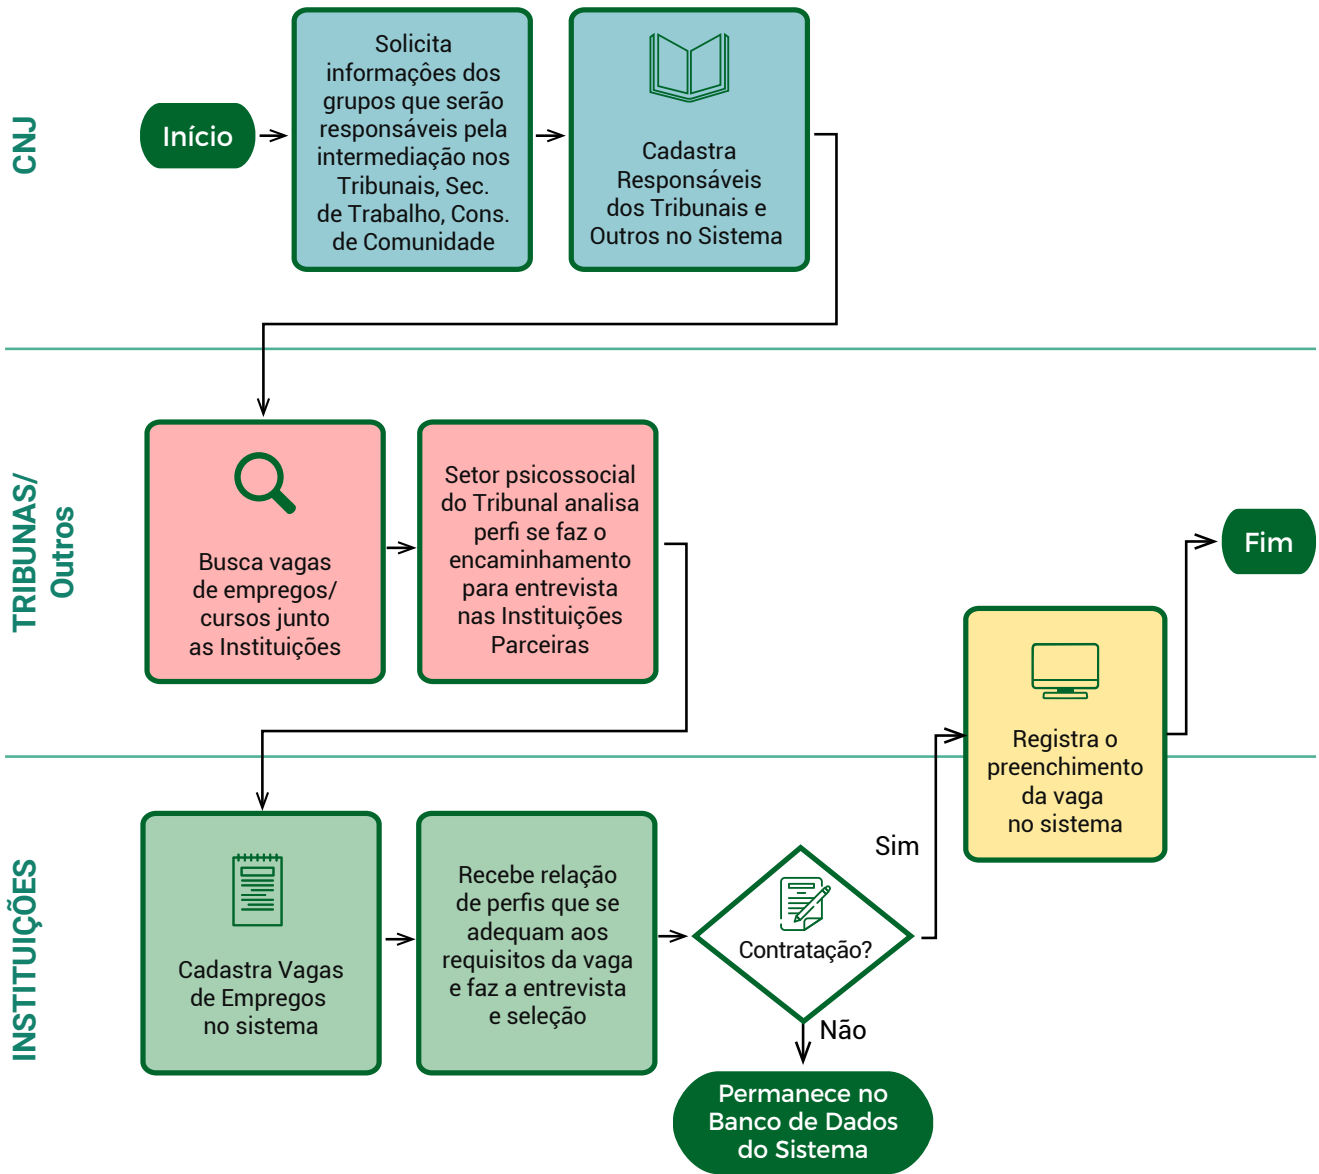 CNJ
Início
Solicita
informações dos
grupos que serão
responsáveis pela
intermediação nos
Tribunais, Sec.
de Trabalho, Cons.
de Comunidade
Cadastra
Responsáveis
dos Tribunais e
Outros no Sistema
TRIBUNAS/
Outros
Busca vagas
de empregos/
cursos junto
as Instituições
Setor psicossocial
do Tribunal analisa
perfi se faz o
encaminhamento
para entrevista
nas Instituições
Parceiras
Fim
Registra o
preenchimento
da vaga
no sistema
INSTITUIÇÕES
Cadastra Vagas
de Empregos
no sistema
Recebe relação
de perfis que se
adequam aos
requisitos da vaga
e faz a entrevista
e seleção
Contratação?
Sim
Não
Permanece no
Banco de Dados
do Sistema